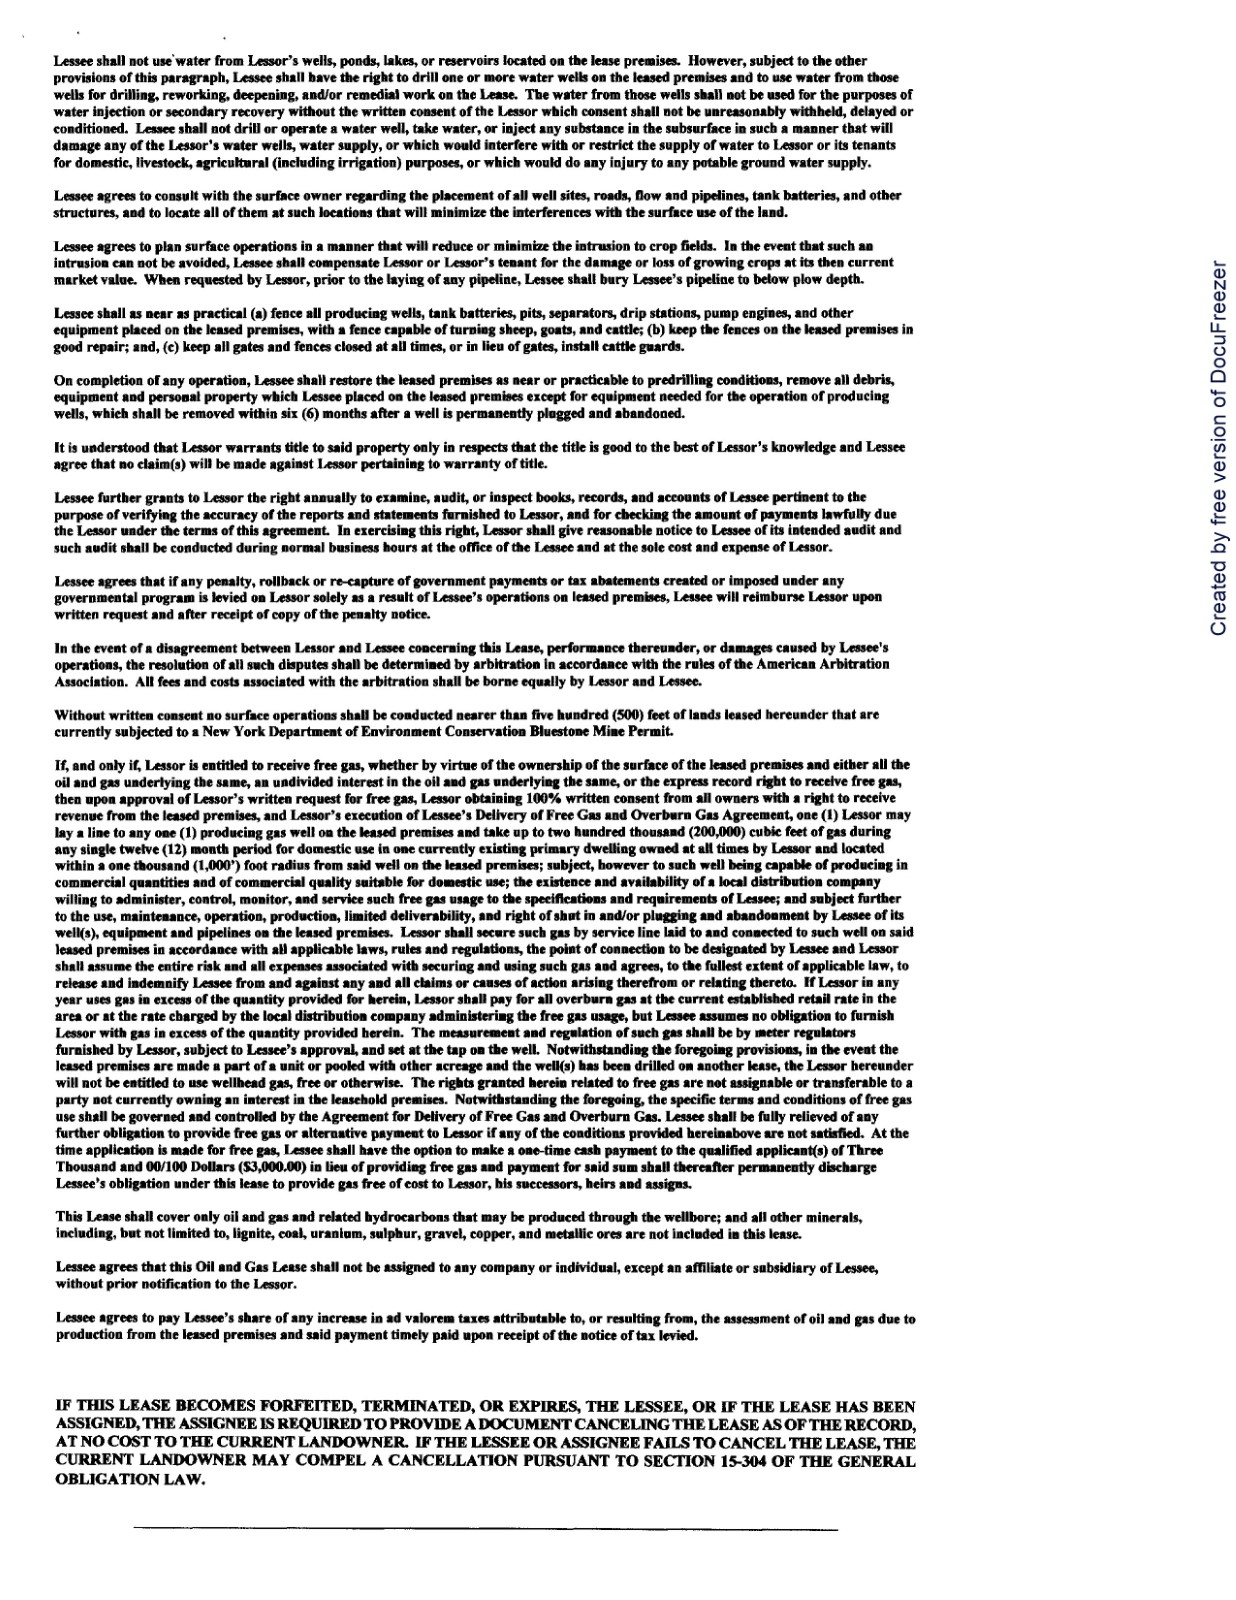 Lessee shall not use water from Lessor's wells, ponds, lakes, or reservoirs located on the lease premises. However, subject to the other
provisions of this paragraph, Lessee shall have the right to drill one or more water wells on the leased premises and to use water from those
wells for drilling, reworking, deepening, and/or remedial work on the Lease. The water from those wells shall not be used for the purposes of
water injection or secondary recovery without the written consent of the Lessor which consent shall not be unreasonably withheld, delayed or
conditioned. Lessee shall not drill or operate a water well, take water, or inject any substance in the subsurface in such a manner that will
damage any of the Lessor's water wells, water supply, or which would interfere with or restrict the supply of water to Lessor or its tenants
for domestic, livestock, agricultural (including irrigation) purposes, or which would do any injury to any potable ground water supply.
Lessee agrees to consult with the surface owner regarding the placement of all well sites, roads, flow and pipelines, tank batteries, and other
structures, and to locate all of them at such locations that will minimize the interferences with the surface use of the land.
Lessee agrees to plan surface operations in a manner that will reduce or minimize the intrusion to crop fields. In the event that such an
intrusion can not be avoided, Lessee shall compensate Lessor or Lessor's tenant for the damage or loss of growing crops at its then current
market value. When requested by Lessor, prior to the laying of any pipeline, Lessee shall bury Lessee's pipeline to below plow depth.
Lessee shall as near as practical (a) fence all producing wells, tank batteries, pits, separators, drip stations, pump engines, and other
equipment placed on the leased premises, with a fence capable of turning sheep, goats, and cattle; (b) keep the fences on the leased premises in
good repair; and, (c) keep all gates and fences closed at all times, or in lieu of gates, install cattle guards.
On completion of any operation, Lessee shall restore the leased premises as near or practicable to predrilling conditions, remove all debris,
equipment and personal property which Lessee placed on the leased premises except for equipment needed for the operation of producing
wells, which shall be removed within six (6) months after a well is permanently plugged and abandoned.
It is understood that Lessor warrants title to said property only in respects that the title is good to the best of Lessor's knowledge and Lessee
agree that no claim(s) will be made against Lessor pertaining to warranty of title.
Lessee further grants to Lessor the right annually to examine, audit, or inspect books, records, and accounts of Lessee pertinent to the
purpose of verifying the accuracy of the reports and statements furnished to Lessor, and for checking the amount of payments lawfully due
the Lessor under the terms of this agreement. In exercising this right, Lessor shall give reasonable notice to Lessee of its intended audit and
such audit shall be conducted during normal business hours at the office of the Lessee and at the sole cost and expense of Lessor.
Lessee agrees that if any penalty, rollback or re-capture of government payments or tax abatements created or imposed under any
governmental program is levied on Lessor solely as a result of Lessee's operations on leased premises, Lessee will reimburse Lessor upon
written request and after receipt of copy of the penalty notice.
In the event of a disagreement between Lessor and Lessee concerning this Lease, performance thereunder, or damages caused by Lessee's
operations, the resolution of all such disputes shall be determined by arbitration in accordance with the rules of the American Arbitration
Association. All fees and costs associated with the arbitration shall be borne equally by Lessor and Lessee.
Without written consent no surface operations shall be conducted nearer than five hundred (500) feet of lands leased hereunder that are
currently subjected to a New York Department of Environment Conservation Bluestone Mine Permit.
If, and only if, Lessor is entitled to receive free gas, whether by virtue of the ownership of the surface of the leased premises and either all the
oil and gas underlying the same, an undivided interest in the oil and gas underlying the same, or the express record right to receive free gas,
then upon approval of Lessor's written request for free gas, Lessor obtaining 100% written consent from all owners with a right to receive
revenue from the leased premises, and Lessor's execution of Lessee's Delivery of Free Gas and Overburn Gas Agreement, one (1) Lessor may
lay a line to any one (1) producing gas well on the leased premises and take up to two hundred thousand (200,000) cubic feet of gas during
any single twelve (12) month period for domestic use in one currently existing primary dwelling owned at all times by Lessor and located
within a one thousand (1,000') foot radius from said well on the leased premises; subject, however to such well being capable of producing in
commercial quantities and of commercial quality suitable for domestic use; the existence and availability of a local distribution company
willing to administer, control, monitor, and service such free gas usage to the specifications and requirements of Lessee; and subject further
to the use, maintenance, operation, production, limited deliverability, and right of shut in and/or plugging and abandonment by Lessee of its
well(s), equipment and pipelines on the leased premises. Lessor shall secure such gas by service line laid to and connected to such well on said
leased premises in accordance with all applicable laws, rules and regulations, the point of connection to be designated by Lessee and Lessor
shall assume the entire risk and all expenses associated with securing and using such gas and agrees, to the fullest extent of applicable law, to
release and indemnify Lessee from and against any and all claims or causes of action arising therefrom or relating thereto. If Lessor in any
year uses gas in excess of the quantity provided for herein, Lessor shall pay for all overburn gas at the current established retail rate in the
area or at the rate charged by the local distribution company administering the free gas usage, but Lessee assumes no obligation to furnish
Lessor with gas in excess of the quantity provided herein. The measurement and regulation of such gas shall be by meter regulators
furnished by Lessor, subject to Lessee's approval, and set at the tap on the well. Notwithstanding the foregoing provisions, in the event the
leased premises are made a part of a unit or pooled with other acreage and the well(s) has been drilled on another lease, the Lessor hereunder
will not be entitled to use wellhead gas, free or otherwise. The rights granted herein related to free gas are not assignable or transferable to a
party not currently owning an interest in the leasehold premises. Notwithstanding the foregoing, the specific terms and conditions of free gas
use shall be governed and controlled by the Agreement for Delivery of Free Gas and Overburn Gas. Lessee shall be fully relieved of any
further obligation to provide free gas or alternative payment to Lessor if any of the conditions provided hereinabove are not satisfied. At the
time application is made for free gas, Lessee shall have the option to make a one-time cash payment to the qualified applicant(s) of Three
Thousand and 00/100 Dollars ($3,000.00) in lieu of providing free gas and payment for said sum shall thereafter permanently discharge
Lessee's obligation under this lease to provide gas free of cost to Lessor, his successors, heirs and assigns.
This Lease shall cover only oil and gas and related hydrocarbons that may be produced through the wellbore; and all other minerals,
including, but not limited to, lignite, coal, uranium, sulphur, gravel, copper, and metallic ores are not included in this lease.
Lessee agrees that this Oil and Gas Lease shall not be assigned to any company or individual, except an affiliate or subsidiary of Lessee,
without prior notification to the Lessor.
Lessee agrees to pay Lessee's share of any increase in ad valorem taxes attributable to, or resulting from, the assessment of oil and gas due to
production from the leased premises and said payment timely paid upon receipt of the notice of tax levied.
IF THIS LEASE BECOMES FORFEITED, TERMINATED, OR EXPIRES, THE LESSEE, OR IF THE LEASE HAS BEEN
ASSIGNED, THE ASSIGNEE IS REQUIRED TO PROVIDE A DOCUMENT CANCELING THE LEASE AS OF THE RECORD,
AT NO COST TO THE CURRENT LANDOWNER. IF THE LESSEE OR ASSIGNEE FAILS TO CANCEL THE LEASE, THE
CURRENT LANDOWNER MAY COMPEL A CANCELLATION PURSUANT TO SECTION 15-304 OF THE GENERAL
OBLIGATION LAW.
Created by free version of DocuFreezer